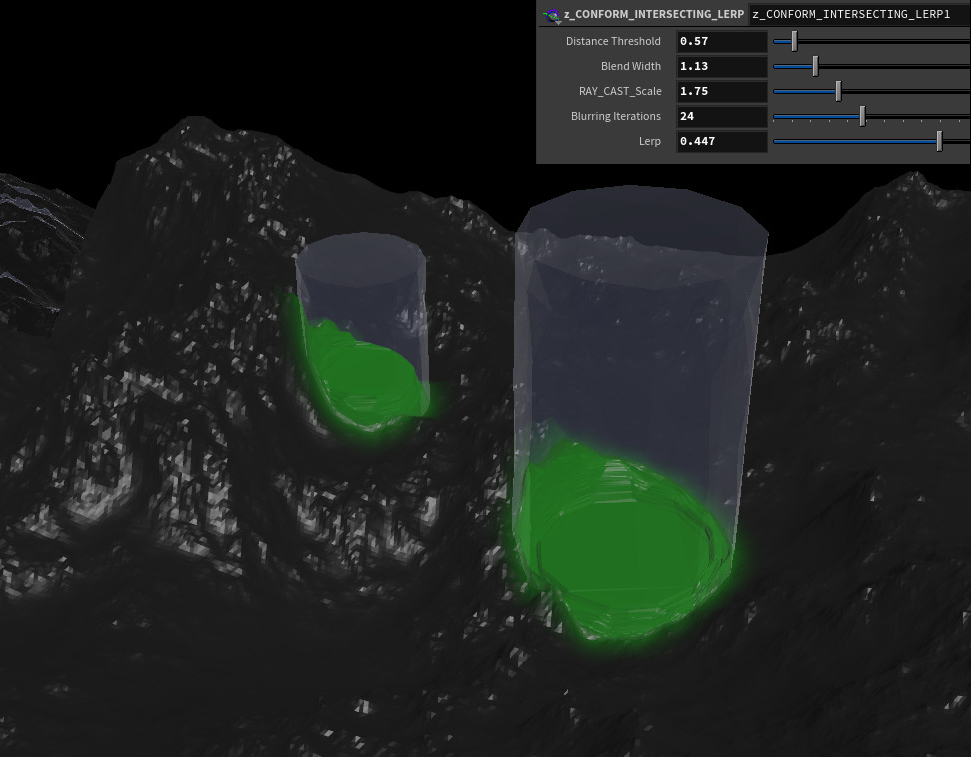 z_CONFORM_INTERSECTING_LERP z_CONFORM_INTERSECTING_LERP1
Distance Threshold 0.57
Blend Width 1.13
RAY_CAST_Scale 1.75
Blurring Iterations 24
Lerp 0.447